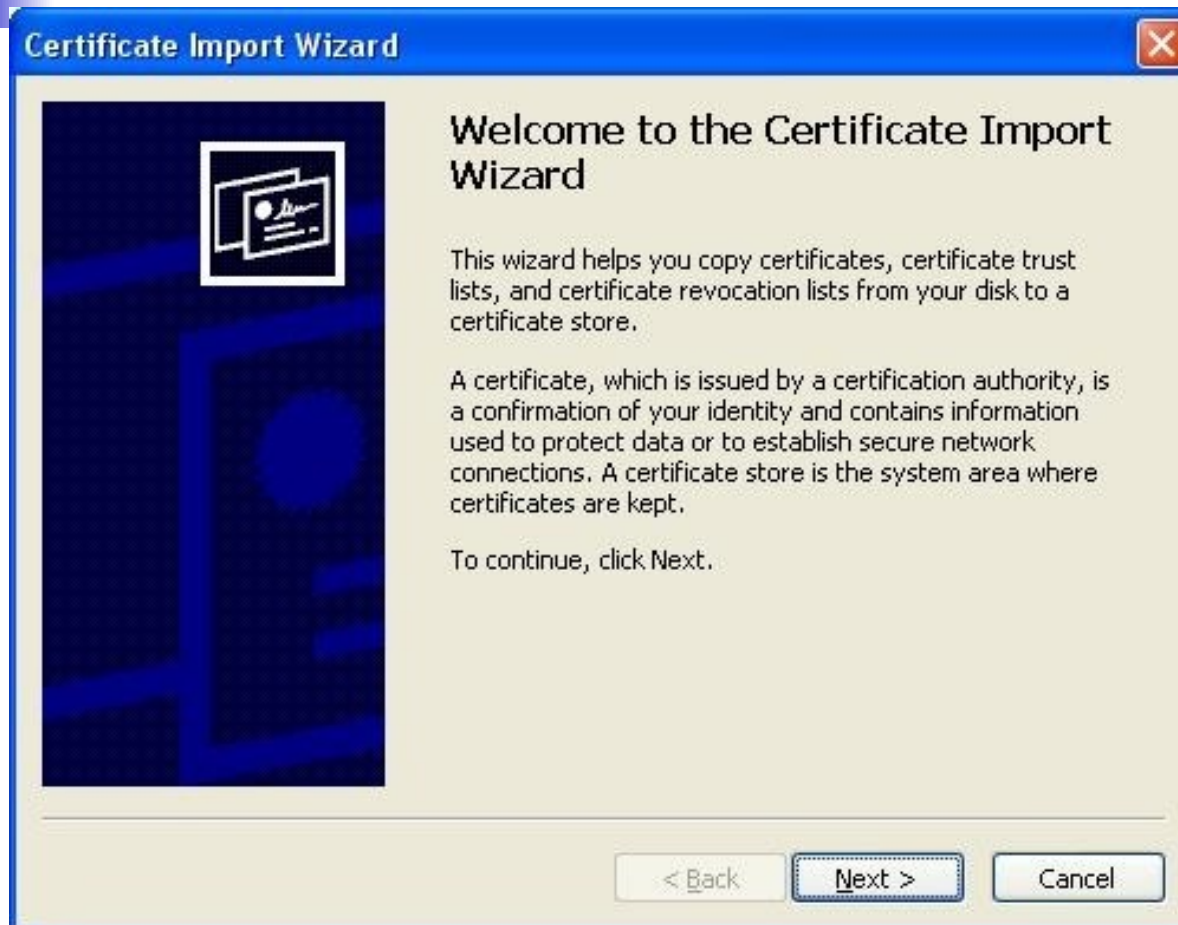 Certificate Import Wizard
Welcome to the Certificate Import
Wizard
This wizard helps you copy certificates, certificate trust
lists, and certificate revocation lists from your disk to a
certificate store.
A certificate, which is issued by a certification authority, is
a confirmation of your identity and contains information
used to protect data or to establish secure network
connections. A certificate store is the system area where
certificates are kept.
To continue, click Next.
< Back
Next >
Cancel